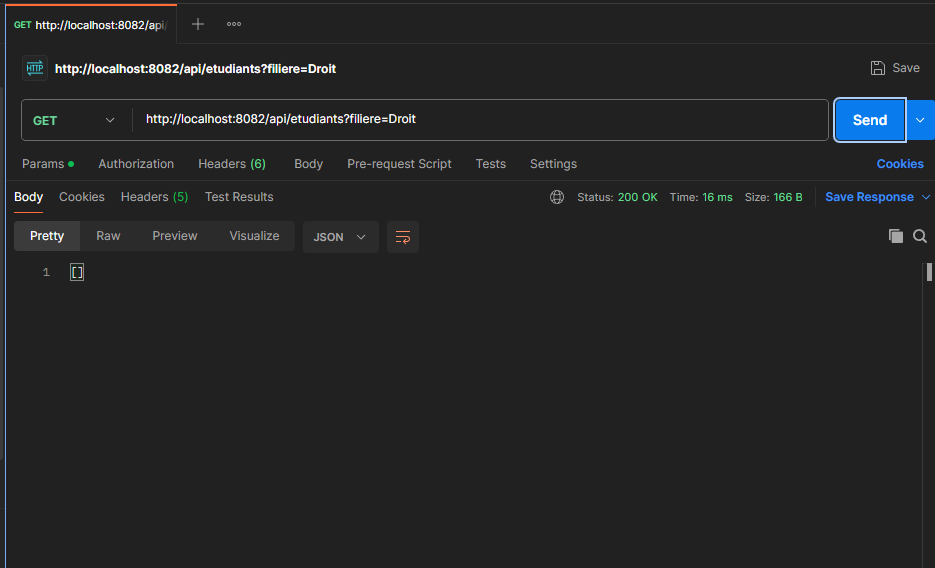 GET http://localhost:8082/api/
HTTP http://localhost:8082/api/etudiants?filiere=Droit Save
GET http://localhost:8082/api/etudiants?filiere=Droit Send
Params Authorization Headers (6) Body Pre-request Script Tests Settings Cookies
Body Cookies Headers (5) Test Results Status: 200 OK Time: 16 ms Size: 166 B Save Response
Pretty Raw Preview Visualize JSON
1 []